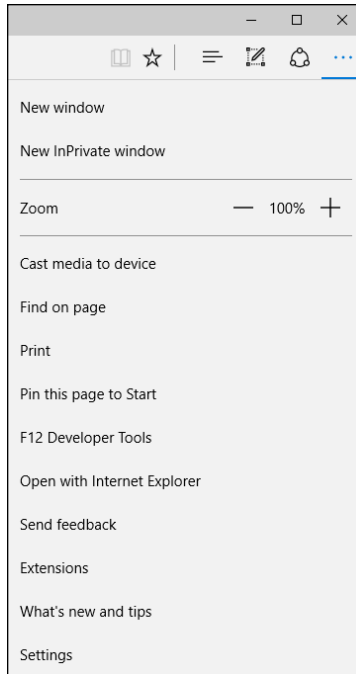 New window
New InPrivate window
Zoom 100%
Cast media to device
Find on page
Print
Pin this page to Start
F12 Developer Tools
Open with Internet Explorer
Send feedback
Extensions
What's new and tips
Settings